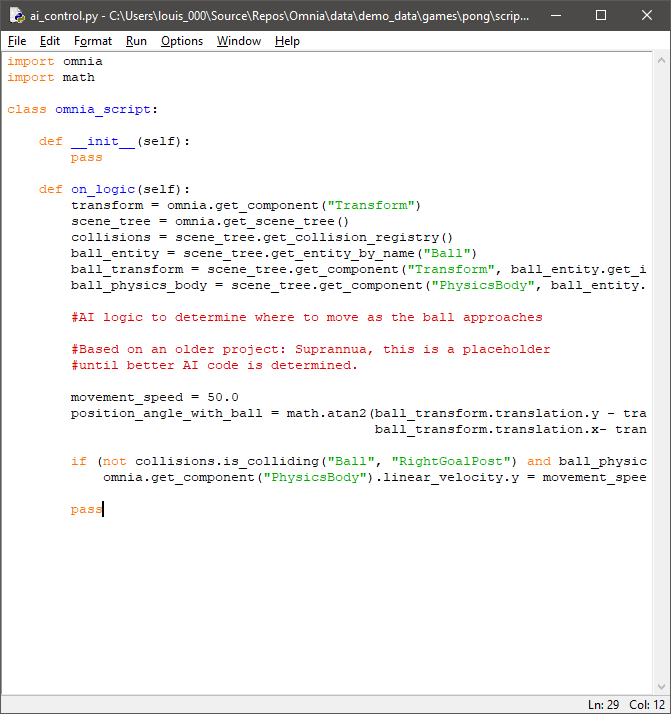 ai_control.py - C:\Users\louis_000\Source\Repos\Omnia\data\demo_data\games\pong\scrip...
File Edit Format Run Options Window Help
import omnia
import math
class omnia_script:
    def __init__(self):
        pass
    def on_logic(self):
        transform = omnia.get_component("Transform")
        scene_tree = omnia.get_scene_tree()
        collisions = scene_tree.get_collision_registry()
        ball_entity = scene_tree.get_entity_by_name("Ball")
        ball_transform = scene_tree.get_component("Transform", ball_entity.get_i
        ball_physics_body = scene_tree.get_component("PhysicsBody", ball_entity.
        #AI logic to determine where to move as the ball approaches
        #Based on an older project: Suprannua, this is a placeholder
        #until better AI code is determined.
        movement_speed = 50.0
        position_angle_with_ball = math.atan2(ball_transform.translation.y - tra
                                              ball_transform.translation.x- tran
        if (not collisions.is_colliding("Ball", "RightGoalPost") and ball_physic
            omnia.get_component("PhysicsBody").linear_velocity.y = movement_spee
        pass
Ln: 29 Col: 12